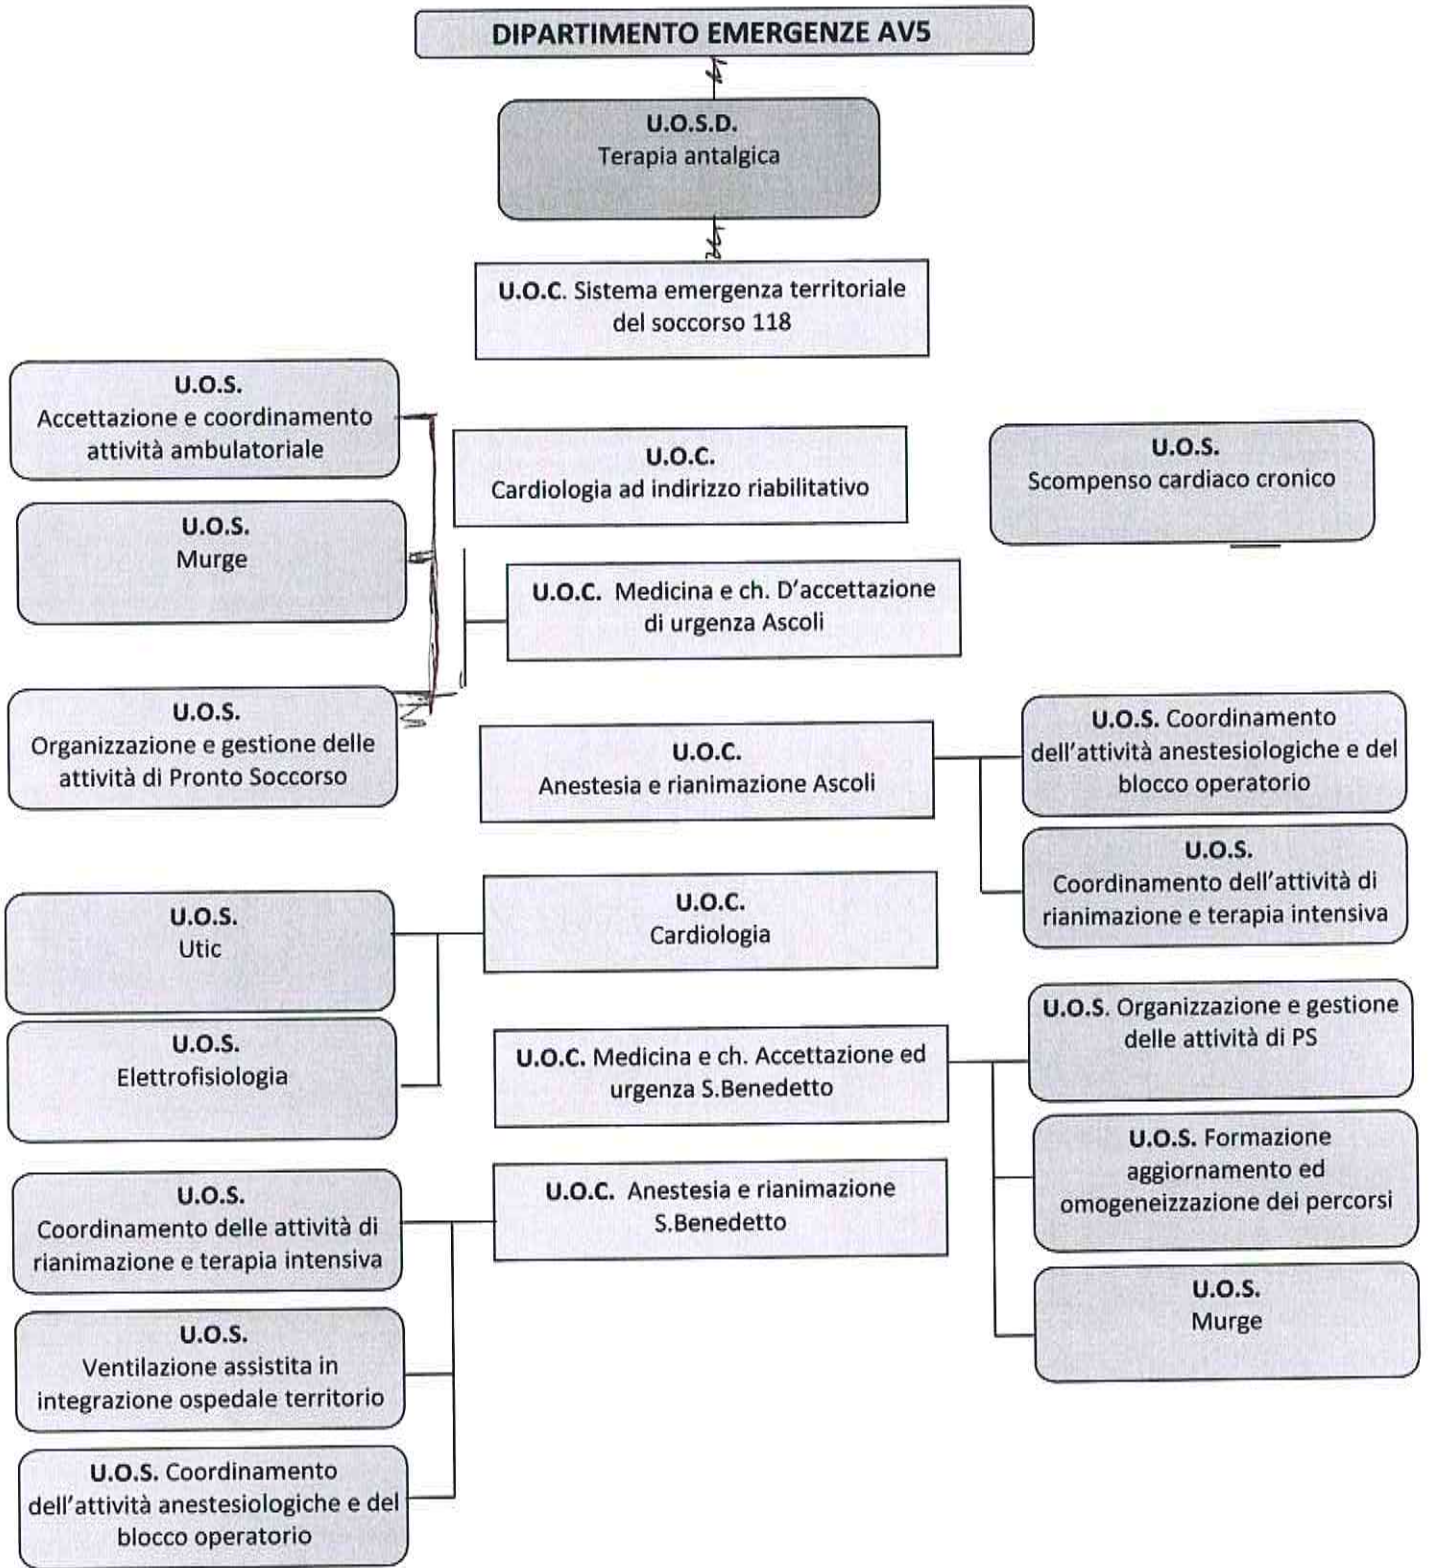 DIPARTIMENTO EMERGENZE AV5
U.O.S.D.
Terapia antalgica
U.O.C. Sistema emergenza territoriale
del soccorso 118
U.O.S.
Accettazione e coordinamento
attività ambulatoriale
U.O.C.
Cardiologia ad indirizzo riabilitativo
U.O.S.
Scompenso cardiaco cronico
U.O.S.
Murge
U.O.C. Medicina e ch. D'accettazione
di urgenza Ascoli
U.O.S.
Organizzazione e gestione delle
attività di Pronto Soccorso
U.O.C.
Anestesia e rianimazione Ascoli
U.O.S. Coordinamento
dell'attività anestesiologiche e del
blocco operatorio
U.O.S.
Coordinamento dell'attività di
rianimazione e terapia intensiva
U.O.S.
Utic
U.O.C.
Cardiologia
U.O.S.
Elettrofisiologia
U.O.C. Medicina e ch. Accettazione ed
urgenza S.Benedetto
U.O.S. Organizzazione e gestione
delle attività di PS
U.O.S. Formazione
aggiornamento ed
omogeneizzazione dei percorsi
U.O.S.
Murge
U.O.S.
Coordinamento delle attività di
rianimazione e terapia intensiva
U.O.C. Anestesia e rianimazione
S.Benedetto
U.O.S.
Ventilazione assistita in
integrazione ospedale territorio
U.O.S. Coordinamento
dell'attività anestesiologiche e del
blocco operatorio